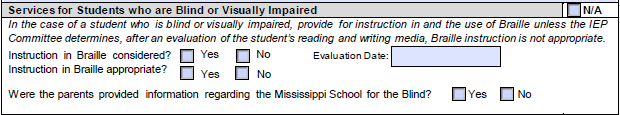 Services for Students who are Blind or Visually Impaired N/A
In the case of a student who is blind or visually impaired, provide for instruction in and the use of Braille unless the IEP
Committee determines, after an evaluation of the student's reading and writing media, Braille instruction is not appropriate.
Instruction in Braille considered? Yes No Evaluation Date:
Instruction in Braille appropriate? Yes No
Were the parents provided information regarding the Mississippi School for the Blind? Yes No